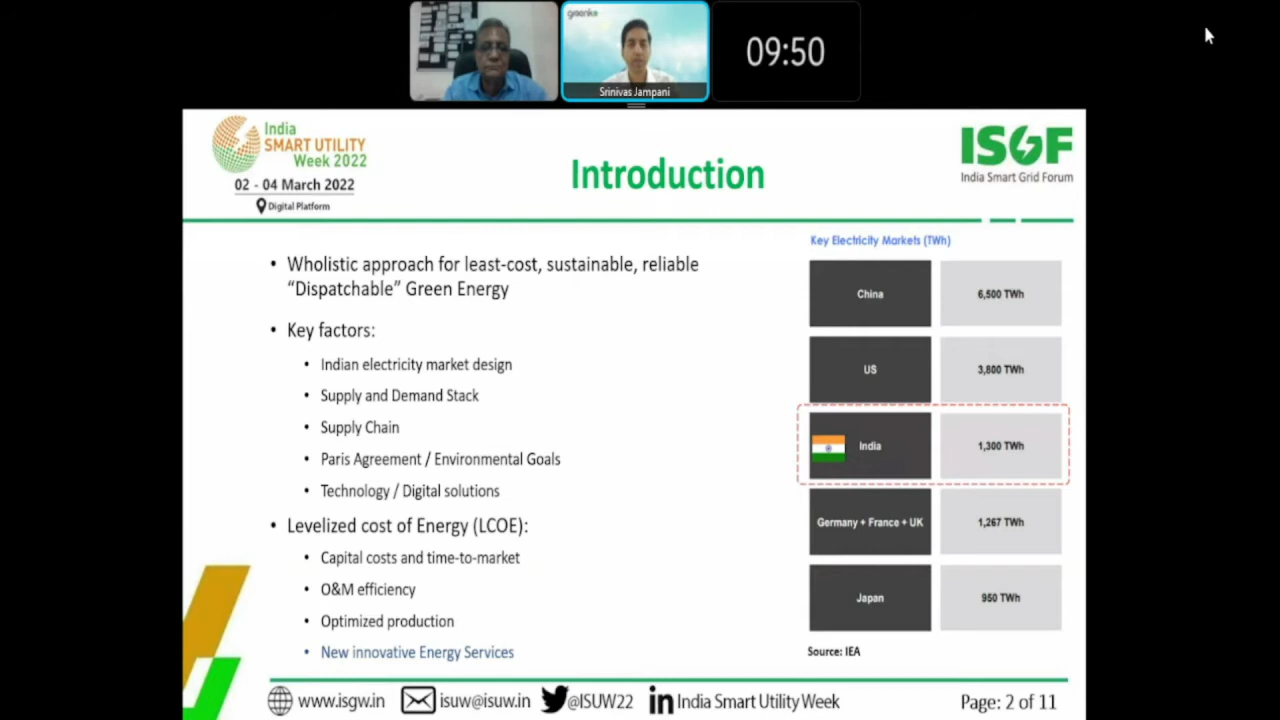 greenko
Srinivas Jampani
09:50
India
SMART UTILITY
Week 2022
02 - 04 March 2022
Digital Platform
Introduction
ISGF
India Smart Grid Forum
• Wholistic approach for least-cost, sustainable, reliable
“Dispatchable” Green Energy
• Key factors:
• Indian electricity market design
• Supply and Demand Stack
• Supply Chain
• Paris Agreement / Environmental Goals
• Technology / Digital solutions
• Levelized cost of Energy (LCOE):
• Capital costs and time-to-market
• O&M efficiency
• Optimized production
• New innovative Energy Services
Key Electricity Markets (TWh)
China 6,500 TWh
US 3,800 TWh
India 1,300 TWh
Germany + France + UK 1,267 TWh
Japan 950 TWh
Source: IEA
www.isgw.in isuw@isuw.in @ISUW22 in India Smart Utility Week Page: 2 of 11